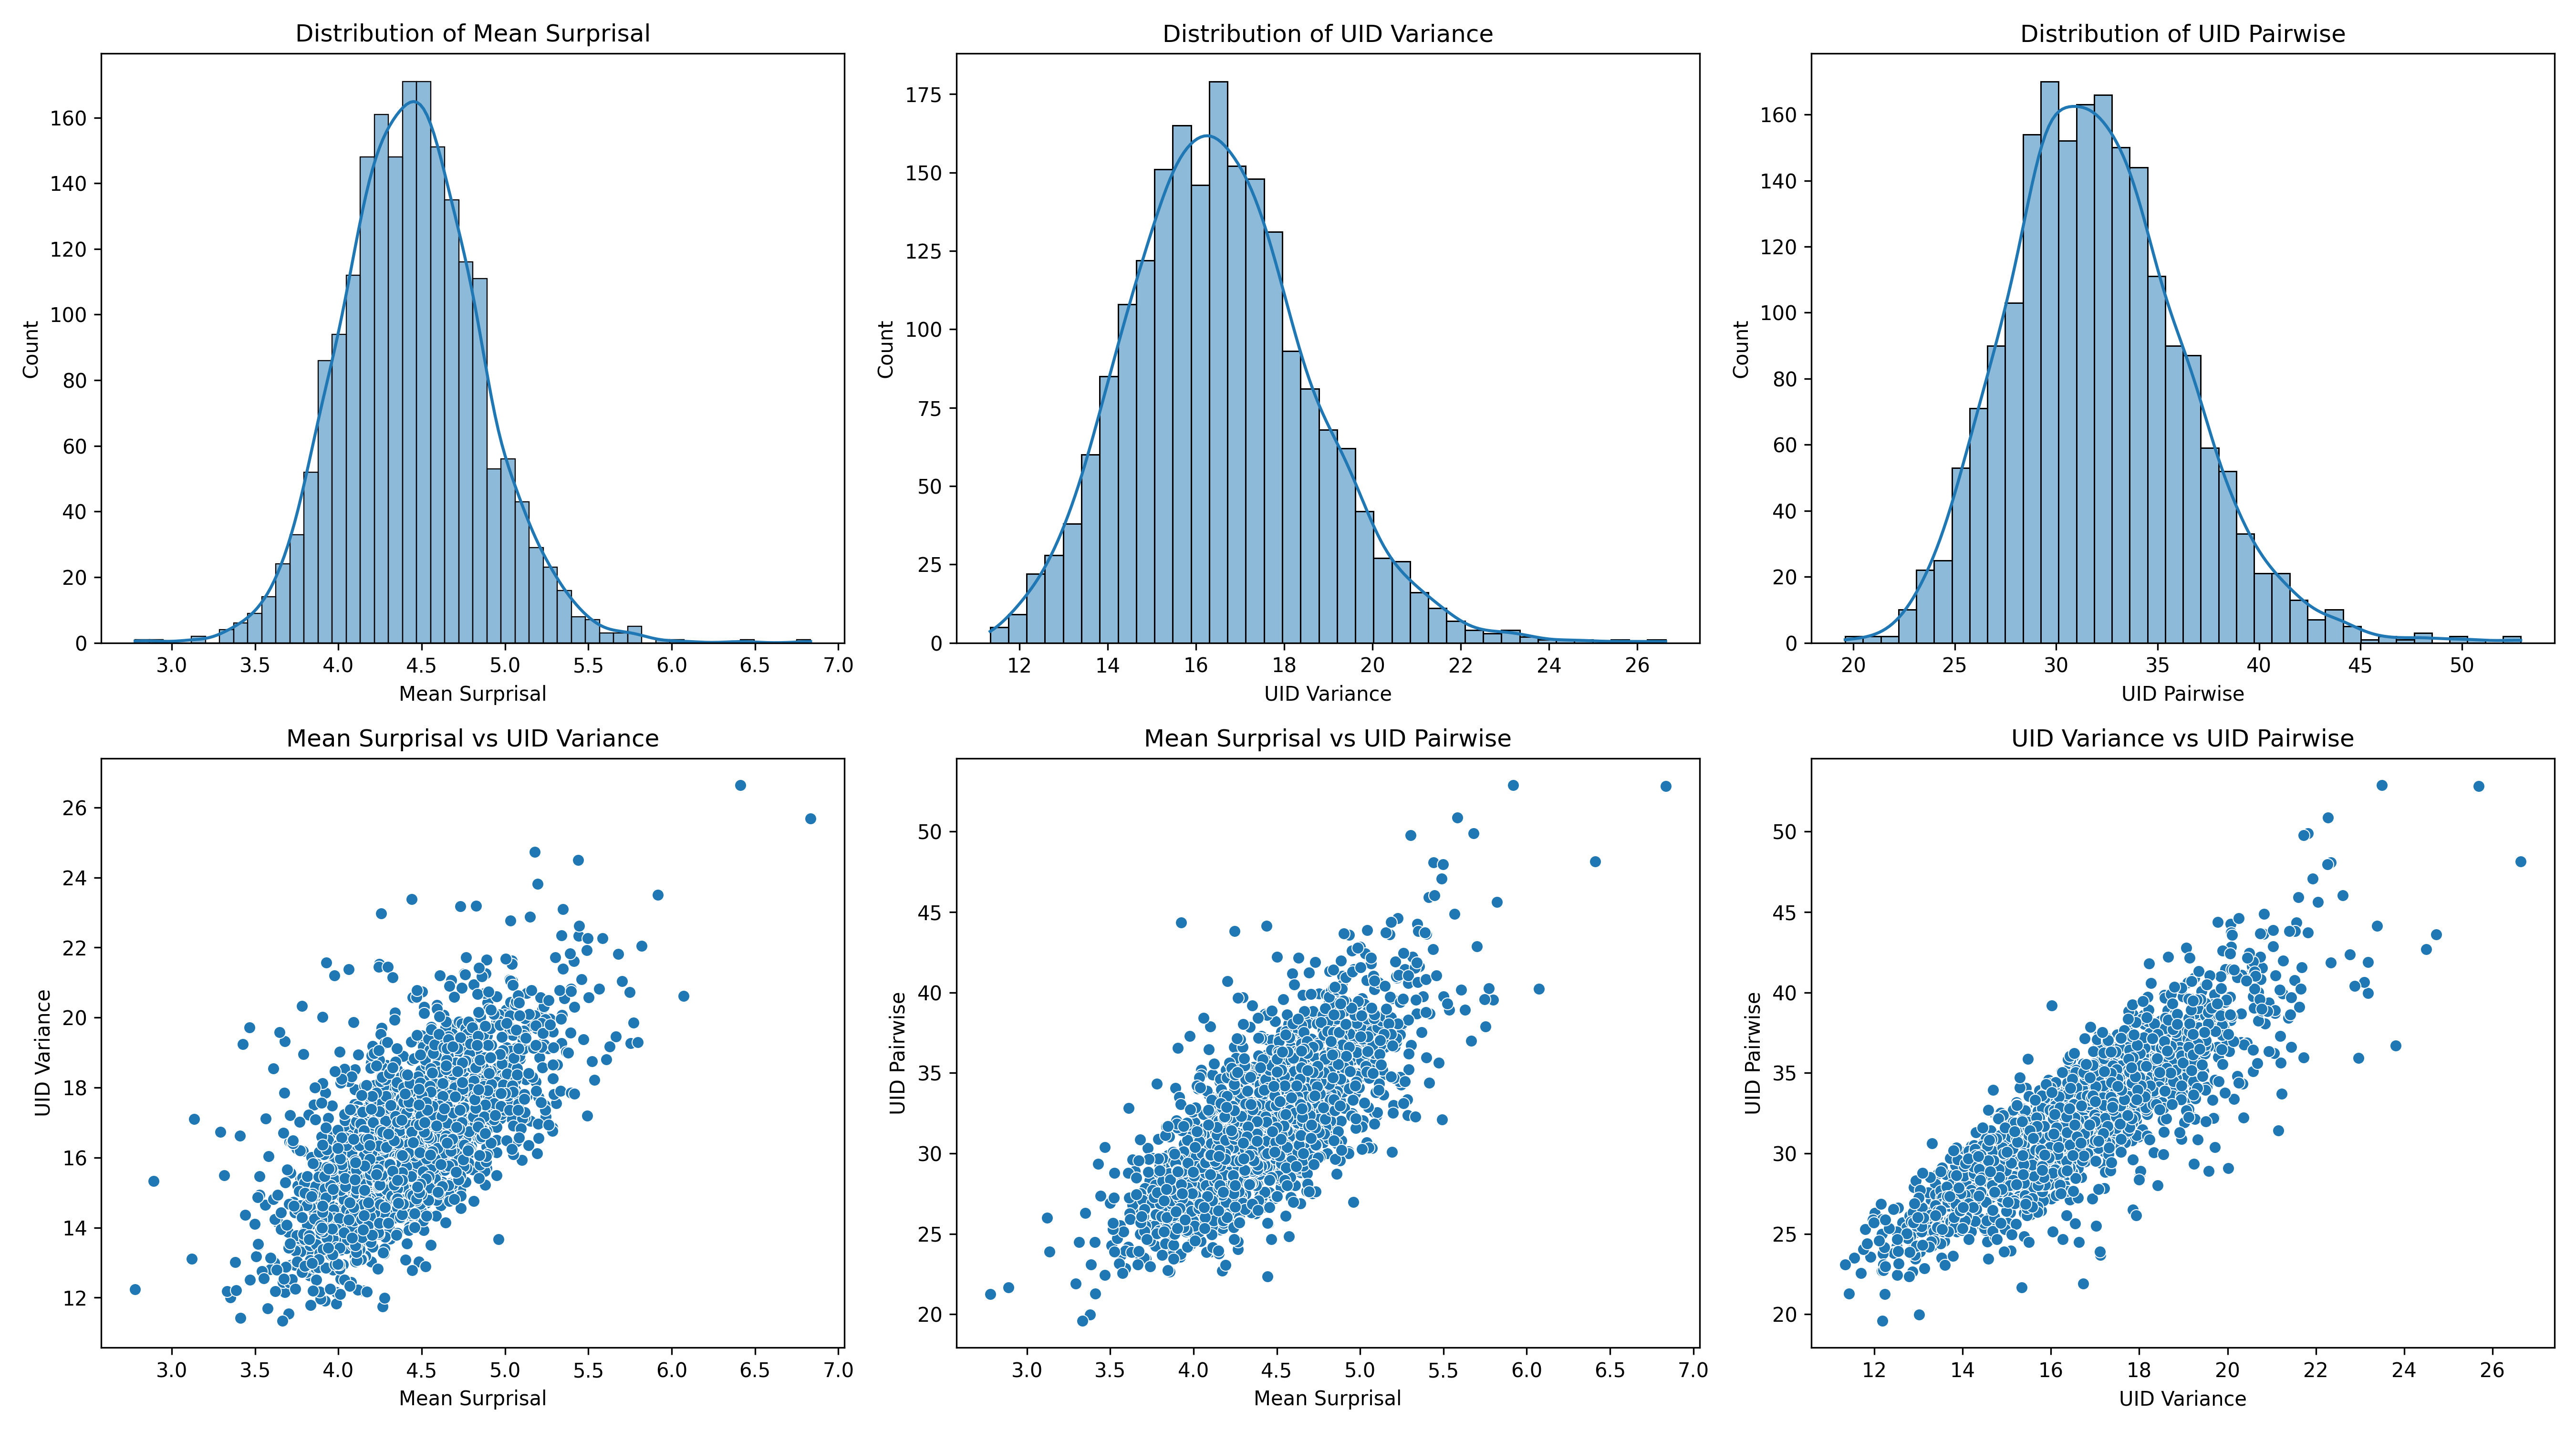 Distribution of Mean Surprisal
Count
0
20
40
60
80
100
120
140
160
3.0 3.5 4.0 4.5 5.0 5.5 6.0 6.5 7.0
Mean Surprisal
Distribution of UID Variance
Count
0
25
50
75
100
125
150
175
12 14 16 18 20 22 24 26
UID Variance
Distribution of UID Pairwise
Count
0
20
40
60
80
100
120
140
160
20 25 30 35 40 45 50
UID Pairwise
Mean Surprisal vs UID Variance
UID Variance
12
14
16
18
20
22
24
26
3.0 3.5 4.0 4.5 5.0 5.5 6.0 6.5 7.0
Mean Surprisal
Mean Surprisal vs UID Pairwise
UID Pairwise
20
25
30
35
40
45
50
3.0 3.5 4.0 4.5 5.0 5.5 6.0 6.5 7.0
Mean Surprisal
UID Variance vs UID Pairwise
UID Pairwise
20
25
30
35
40
45
50
12 14 16 18 20 22 24 26
UID Variance